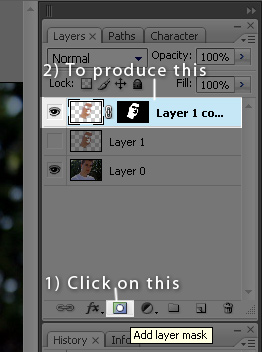 Layers × Paths Character
Normal Opacity: 100%
2) To produce this
Lock: Fill: 100%
Layer 1 co...
Layer 1
Layer 0
1) Click on this
fx
Add layer mask
History × Info